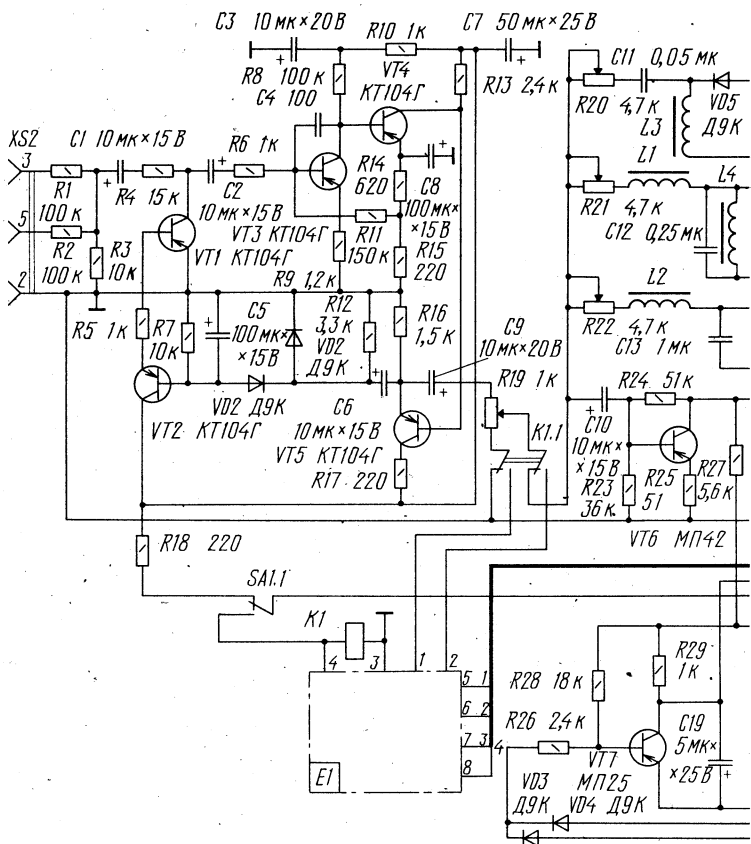 C3 10 мк×20 В
R10 1 к
C7 50 мк×25 В
R8 100 к
VT4
КТ104Г
R13 2,4 к
C4 100
C11 0,05 мк
R20 4,7 к
VD5
Д9К
L3
XS2
3
5
2
C1 10 мк×15 В
R6 1 к
R1
100 к
R4 15 к
C2
10 мк×15 В
R14
620
C8
100 мк×
×15 В
L1
L4
R21 4,7 к
C12 0,25 мк
R2
100 к
R3
10 к
VT1 КТ104Г
VT3 КТ104Г
R11
150 к
R15
220
R9 1,2 к
L2
R5 1 к
R7
10 к
C5
100 мк×
×15 В
R12
3,3 к
VD2
Д9К
R16
1,5 к
C9
10 мк×20 В
R22 4,7 к
C13 1 мк
R19 1 к
R24 51 к
VT2 КТ104Г
VD2 Д9К
C6
10 мк×15 В
VT5 КТ104Г
R17 220
K1.1
C10
10 мк×
×15 В
R23
36 к
R25
51
R27
5,6 к
VT6 МП42
R18 220
SA1.1
K1
4
3
1
2
5 1
6 2
7 3
8
4
E1
R28 18 к
R29
1 к
R26 2,4 к
C19
5 мк×
×25 В
VT7
МП25
VD3
Д9К
VD4 Д9К